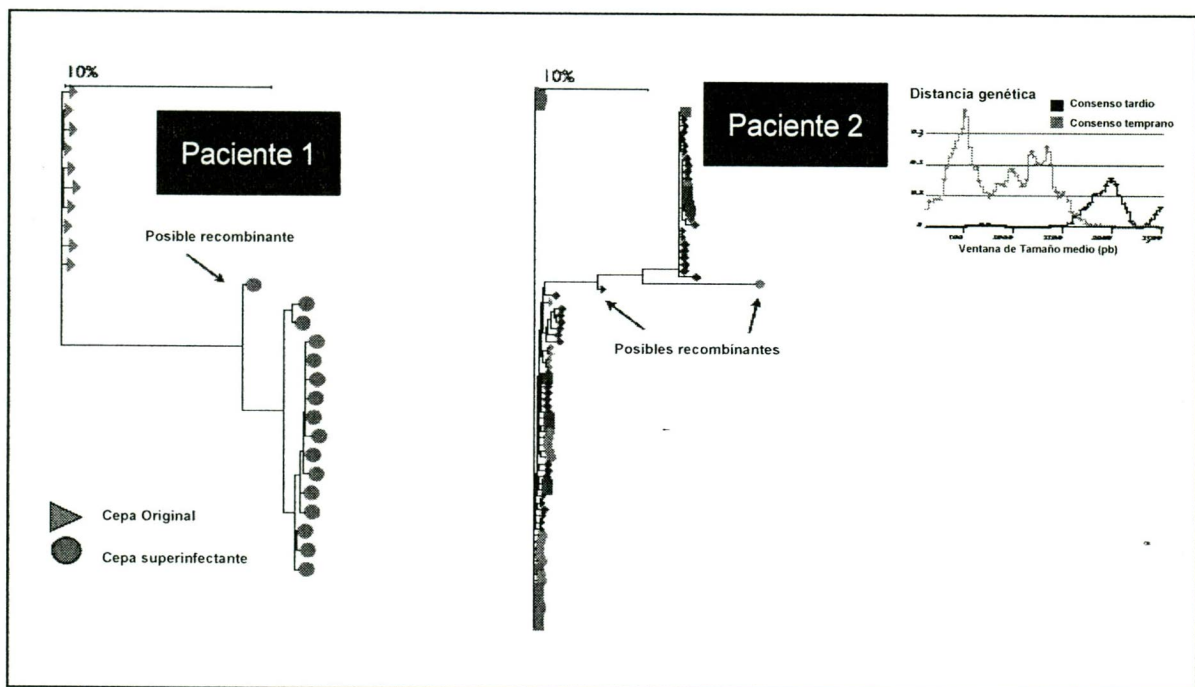 10%
Paciente 1
Posible recombinante
Cepa Original
Cepa superinfectante
10%
Paciente 2
Posibles recombinantes
Distancia genética
Consenso tardio
Consenso temprano
Ventana de Tamaño medio (pb)